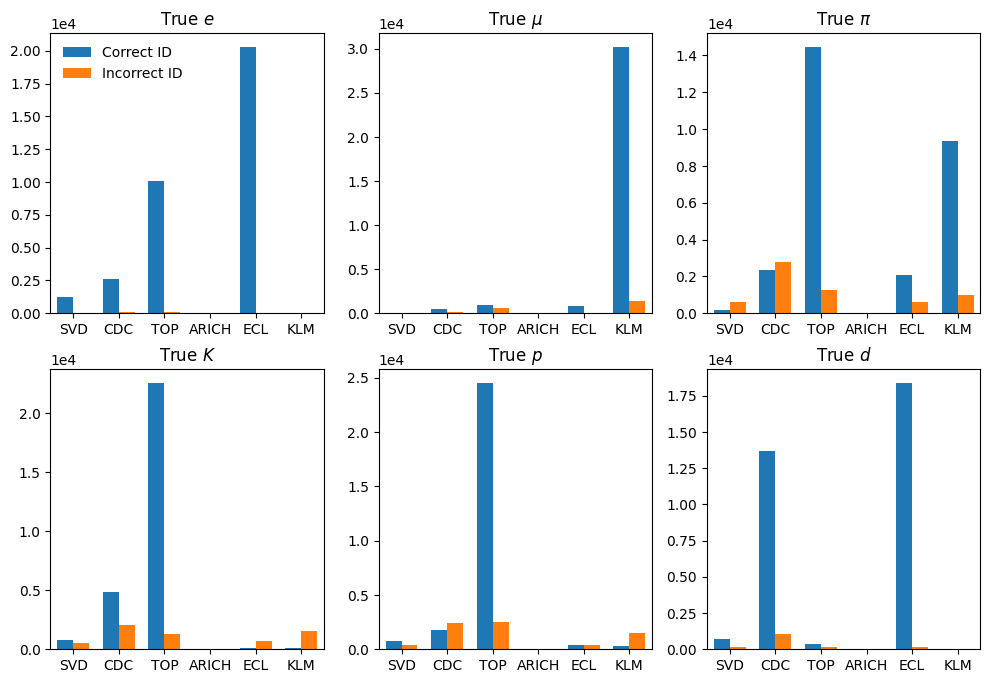 True e
1e4
2.00
1.75
1.50
1.25
1.00
0.75
0.50
0.25
0.00
Correct ID
Incorrect ID
SVD CDC TOP ARICH ECL KLM
True μ
1e4
3.0
2.5
2.0
1.5
1.0
0.5
0.0
SVD CDC TOP ARICH ECL KLM
True π
1e4
1.4
1.2
1.0
0.8
0.6
0.4
0.2
0.0
SVD CDC TOP ARICH ECL KLM
True K
1e4
2.0
1.5
1.0
0.5
0.0
SVD CDC TOP ARICH ECL KLM
True p
1e4
2.5
2.0
1.5
1.0
0.5
0.0
SVD CDC TOP ARICH ECL KLM
True d
1e4
1.75
1.50
1.25
1.00
0.75
0.50
0.25
0.00
SVD CDC TOP ARICH ECL KLM